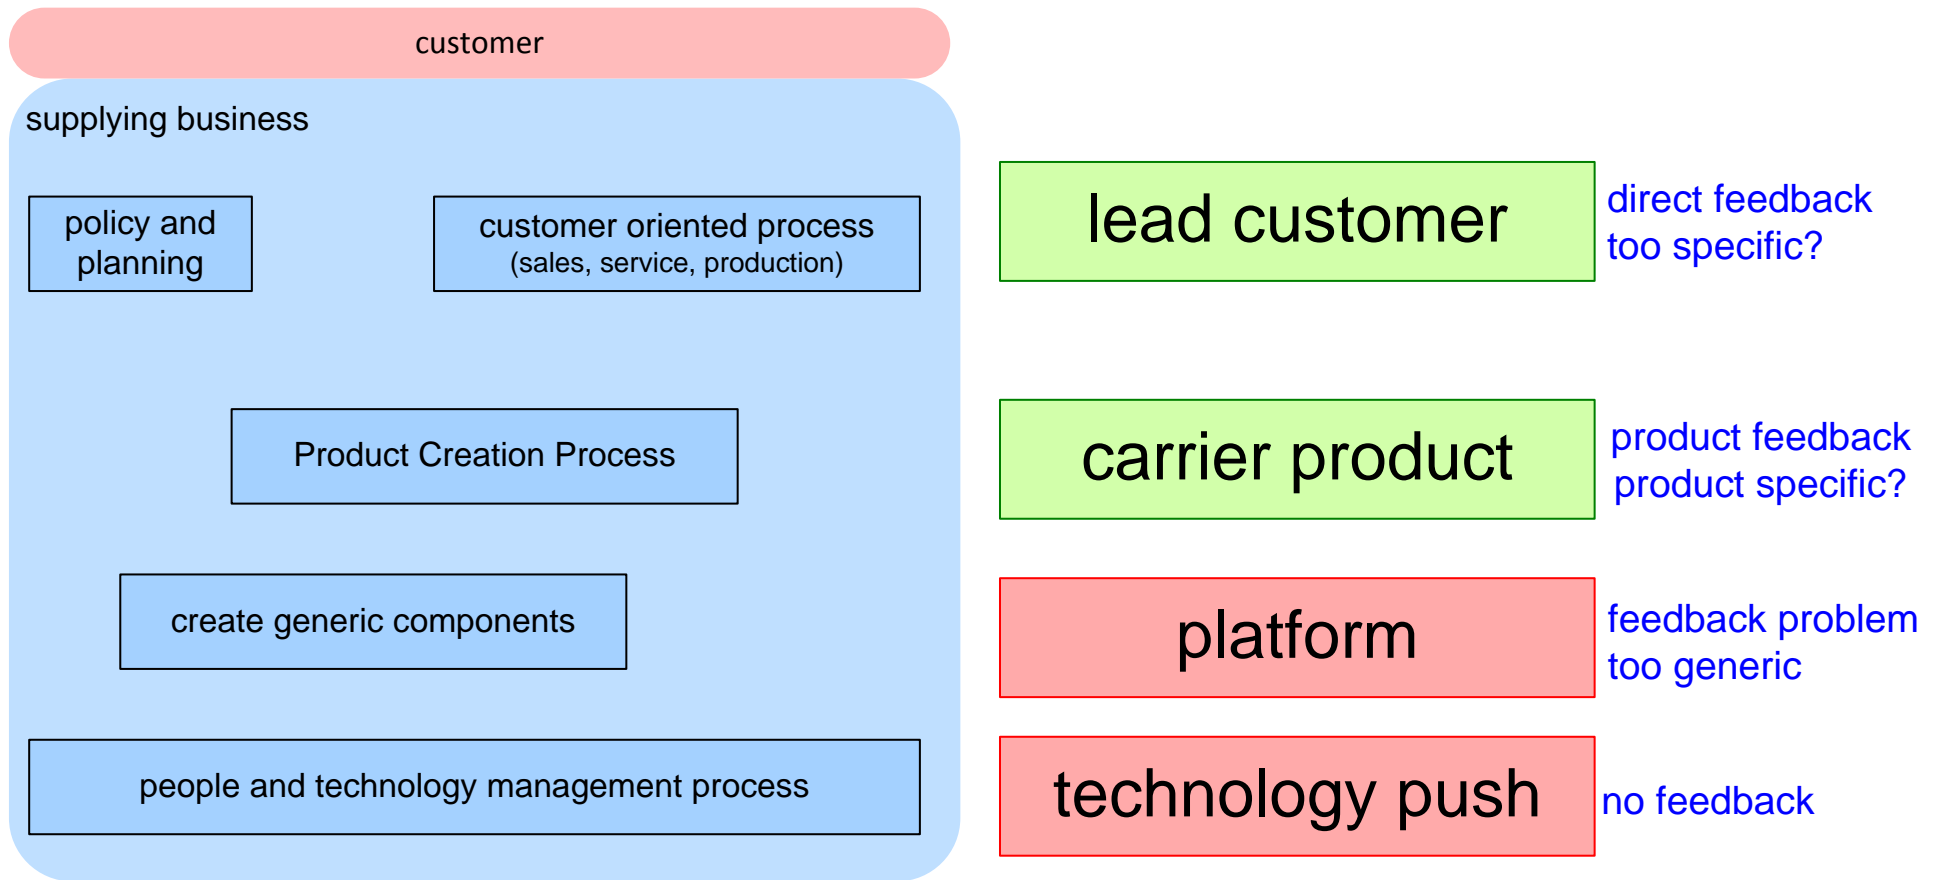 customer
supplying business
policy and
planning
customer oriented process
(sales, service, production)
lead customer
direct feedback
too specific?
Product Creation Process
carrier product
product feedback
product specific?
create generic components
platform
feedback problem
too generic
people and technology management process
technology push
no feedback